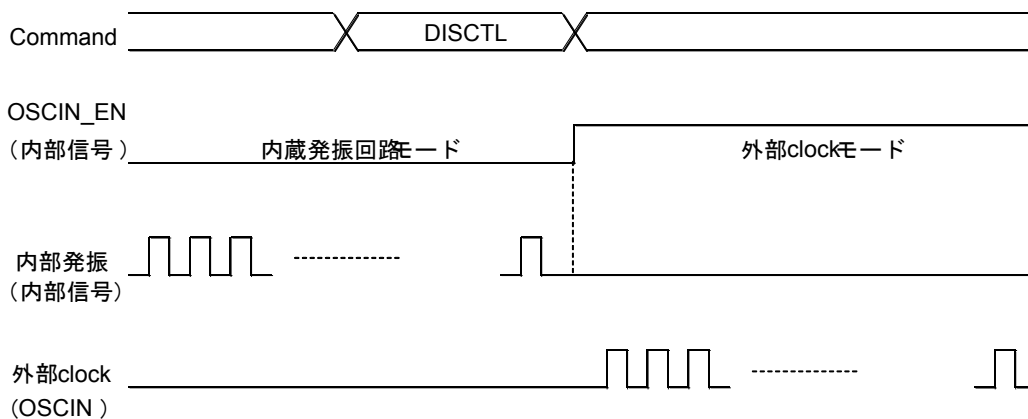 Command
DISCTL
OSCIN_EN
（内部信号 ）
内蔵発振回路モード
外部clockモード
内部発振
（内部信号）
外部clock
(OSCIN )